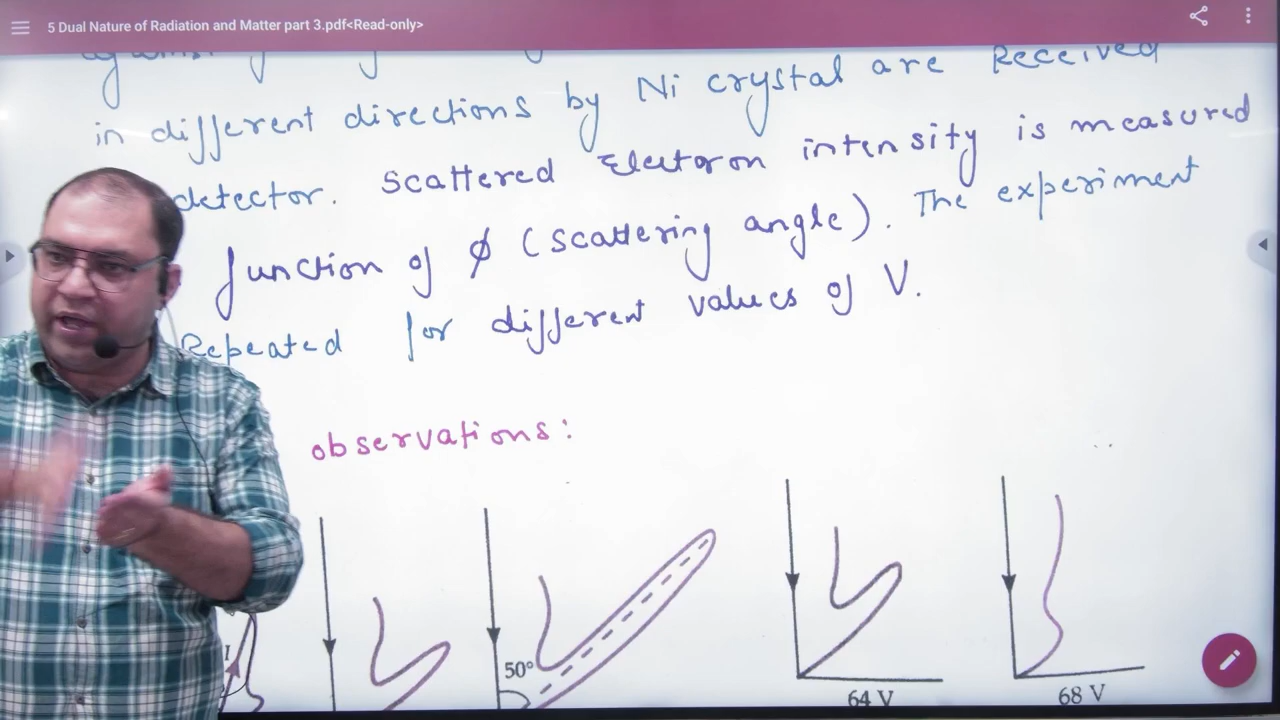 5 Dual Nature of Radiation and Matter part 3.pdf<Read-only>
in different directions by Ni crystal are Received
detector. Scattered Electoron intensity is measured
function of ϕ (scattering angle). The experiment
Repeated for different values of V.
observations:
I
50°
64 V
68 V